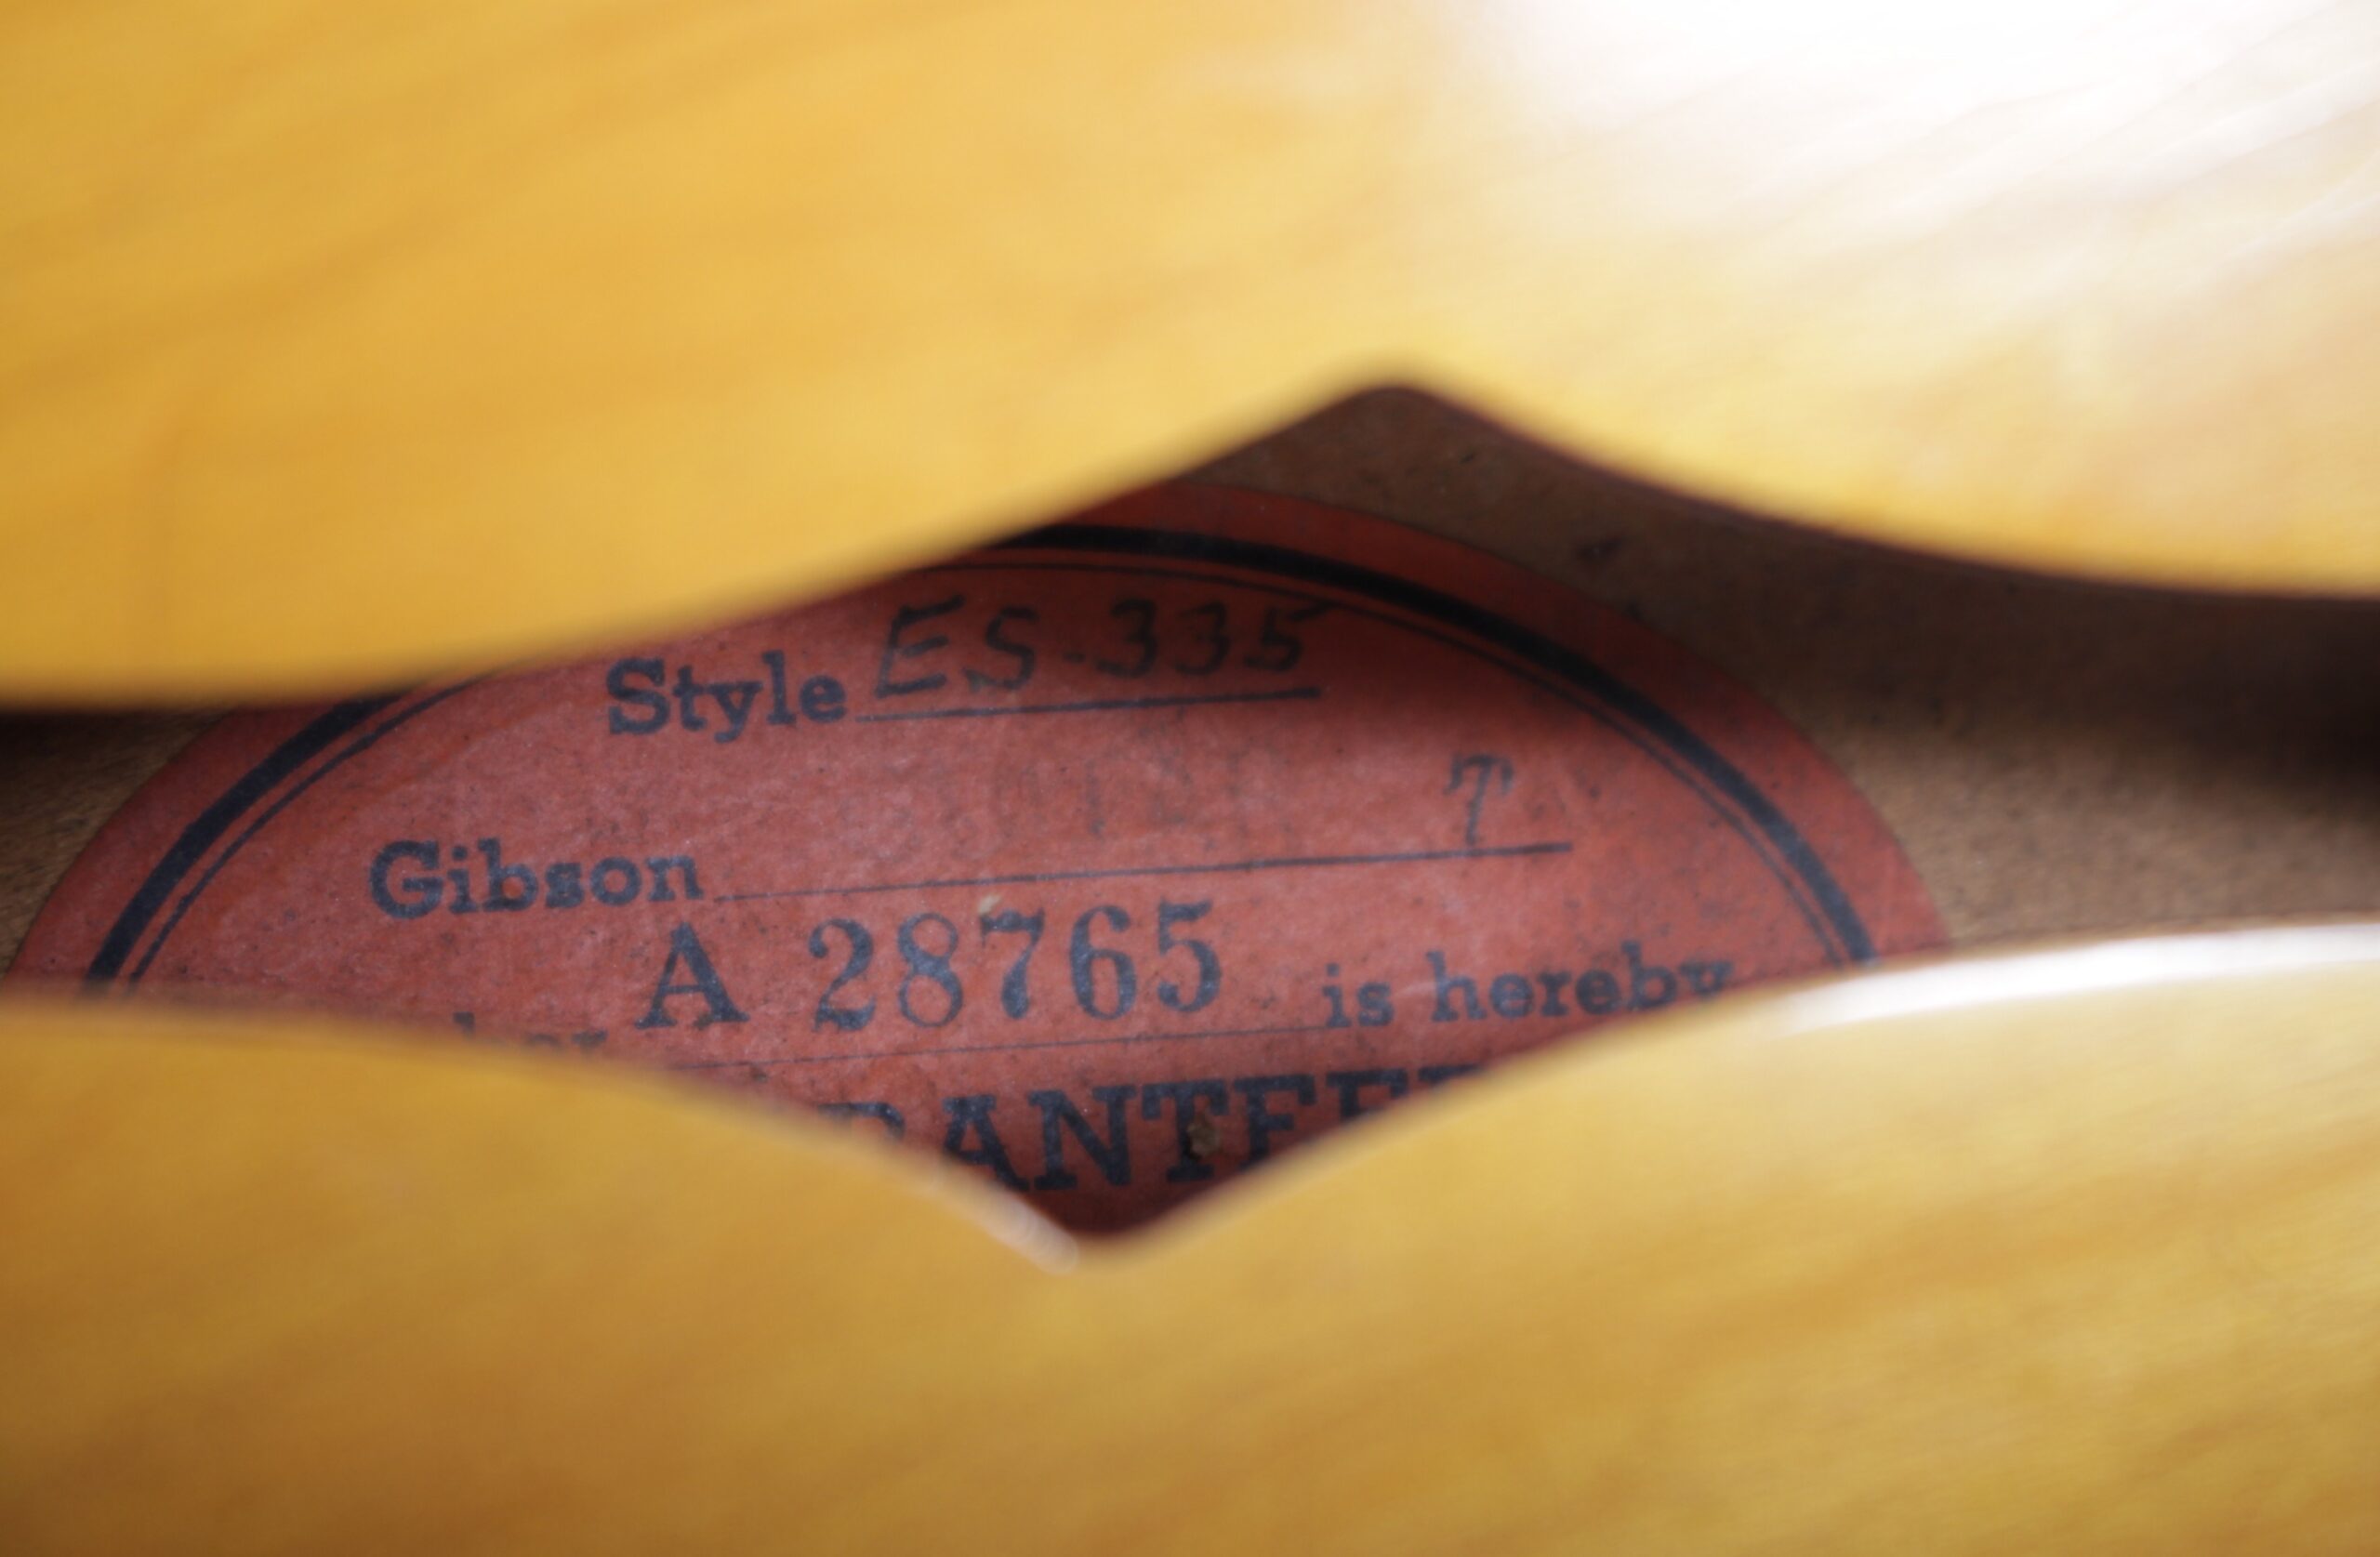 Style ES-335
Gibson T
A 28765 is hereby